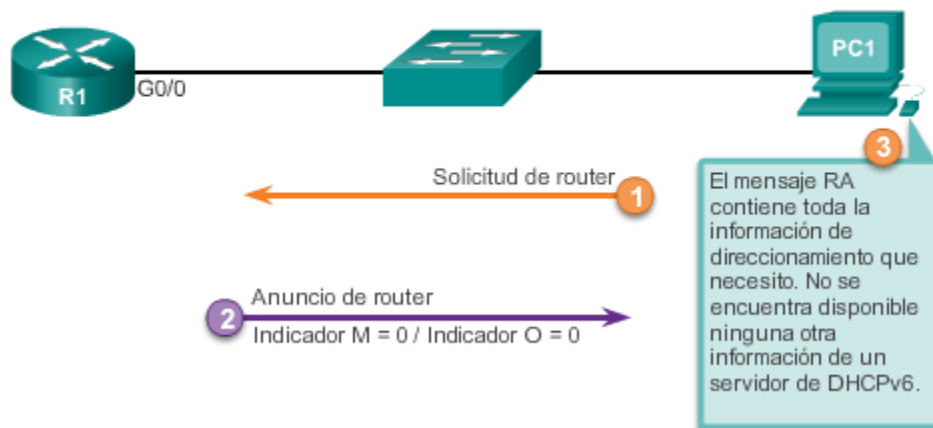 R1
G0/0
PC1
Solicitud de router
1
2
Anuncio de router
Indicador M = 0 / Indicador O = 0
3
El mensaje RA
contiene toda la
información de
direccionamiento que
necesito. No se
encuentra disponible
ninguna otra
información de un
servidor de DHCPv6.